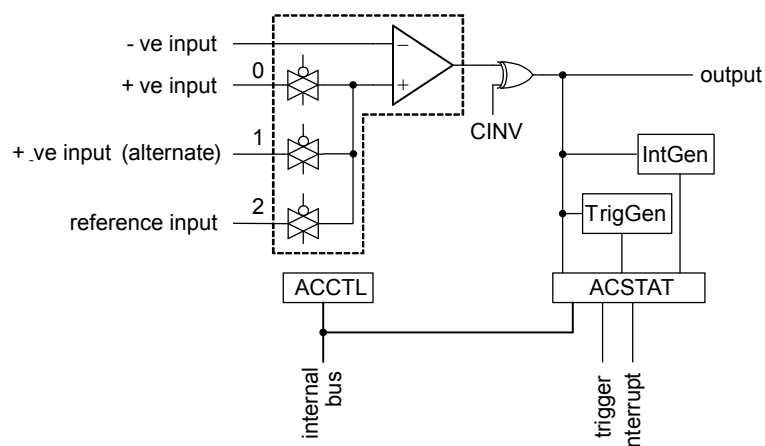 - ve input
+ ve input
0
+ ve input (alternate)
1
reference input
2
−
+
CINV
output
IntGen
TrigGen
ACCTL
ACSTAT
internal
bus
trigger
interrupt